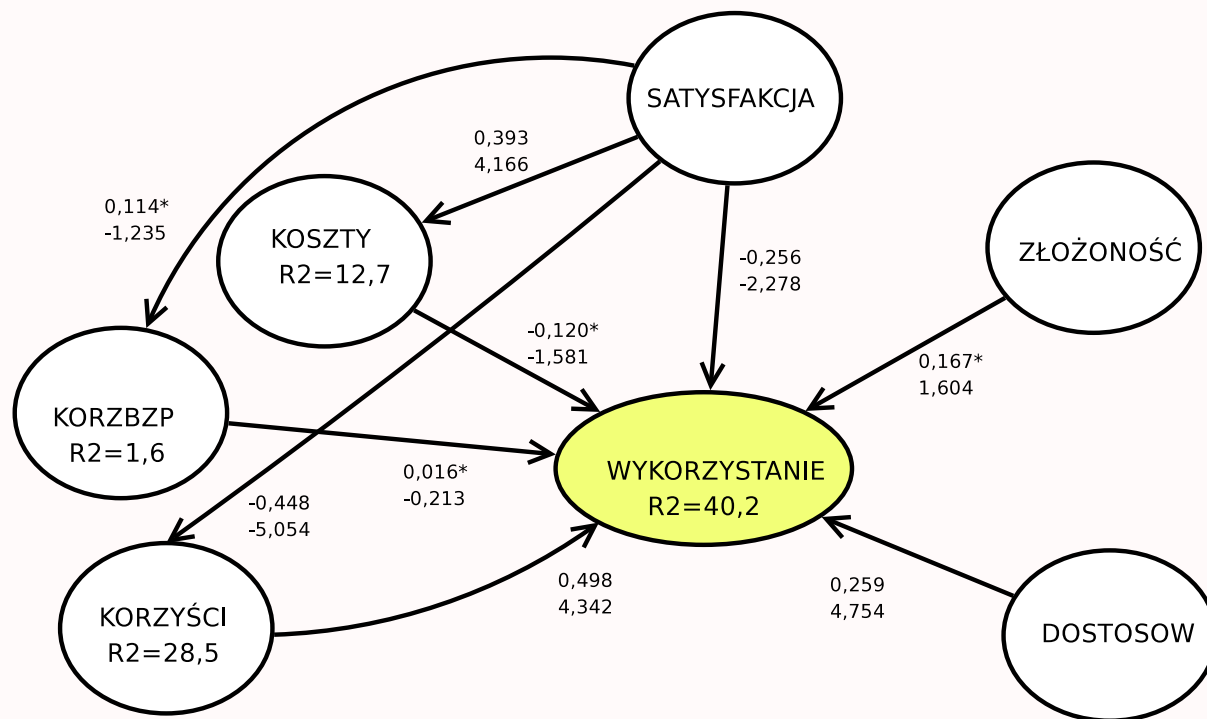 SATYSFAKCJA
0,393
4,166
0,114*
-1,235
KOSZTY
R2=12,7
-0,256
-2,278
ZŁOŻONOŚĆ
-0,120*
-1,581
0,167*
1,604
KORZBZP
R2=1,6
0,016*
-0,213
WYKORZYSTANIE
R2=40,2
-0,448
-5,054
0,498
4,342
0,259
4,754
KORZYŚCI
R2=28,5
DOSTOSOW